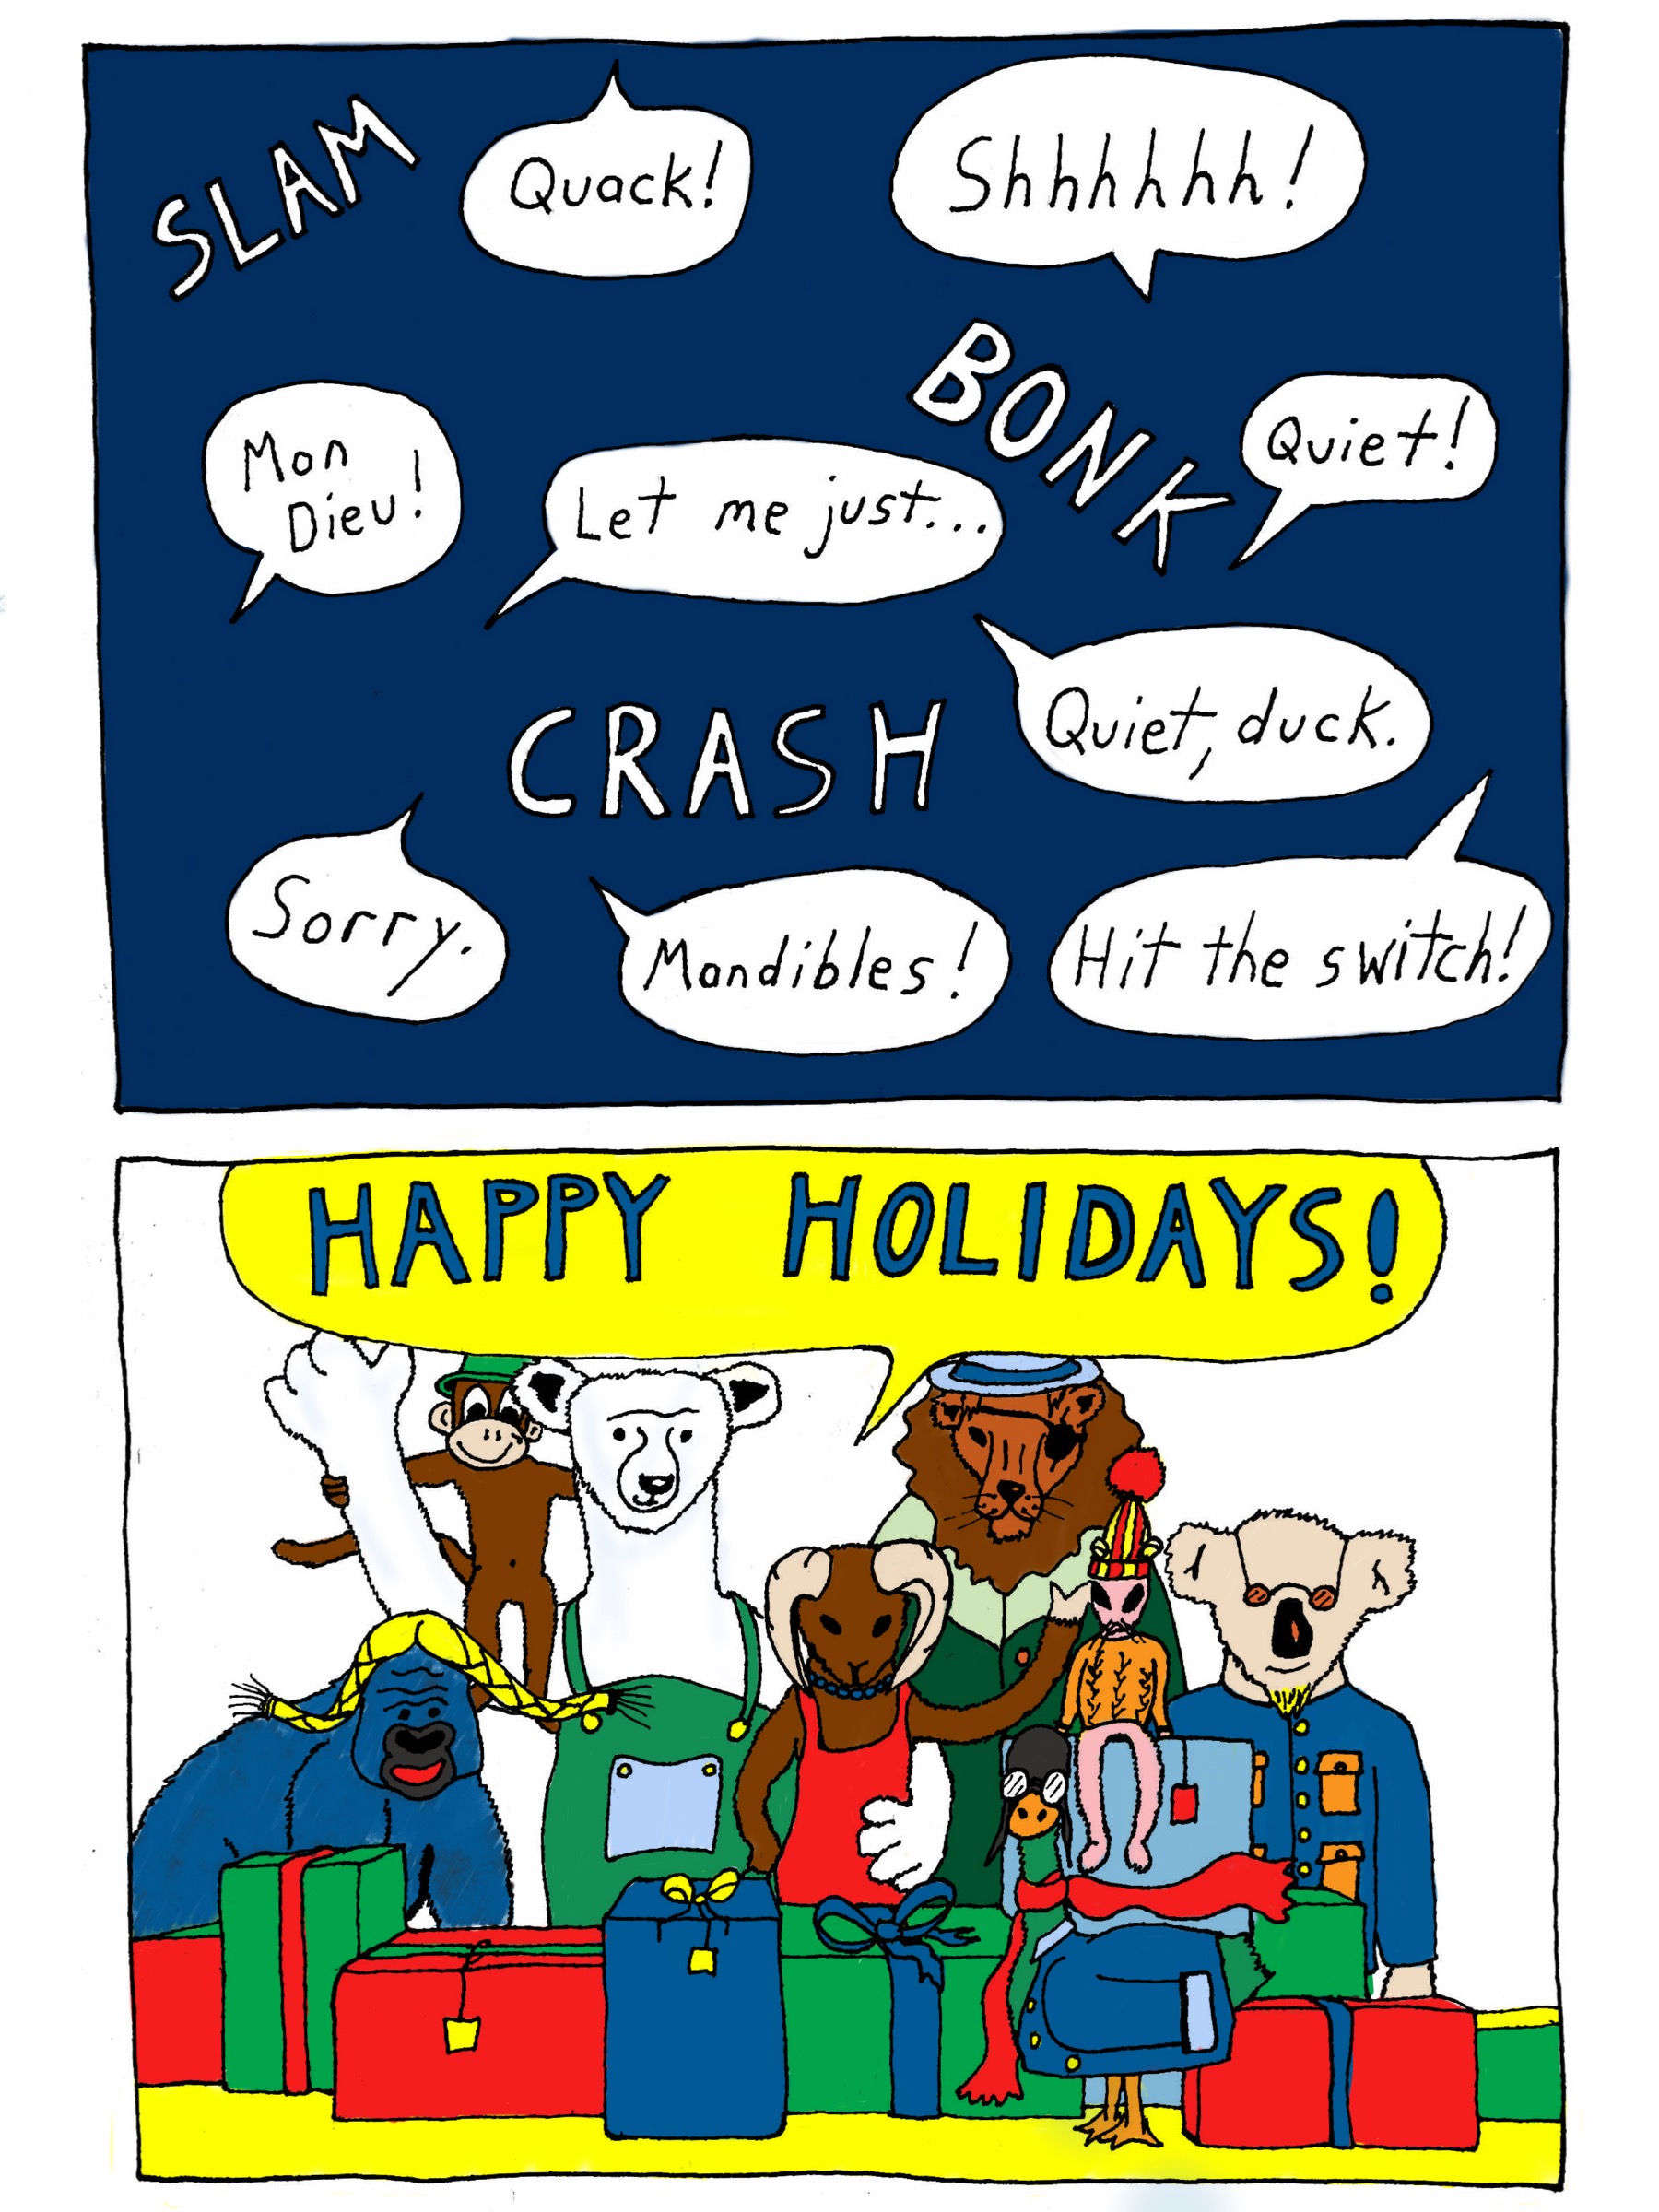 SLAM
Quack!
Shhhhhh!
BONK
Quiet!
Mon
Dieu!
Let me just...
Quiet, duck.
CRASH
Sorry.
Mandibles!
Hit the switch!
HAPPY HOLIDAYS!